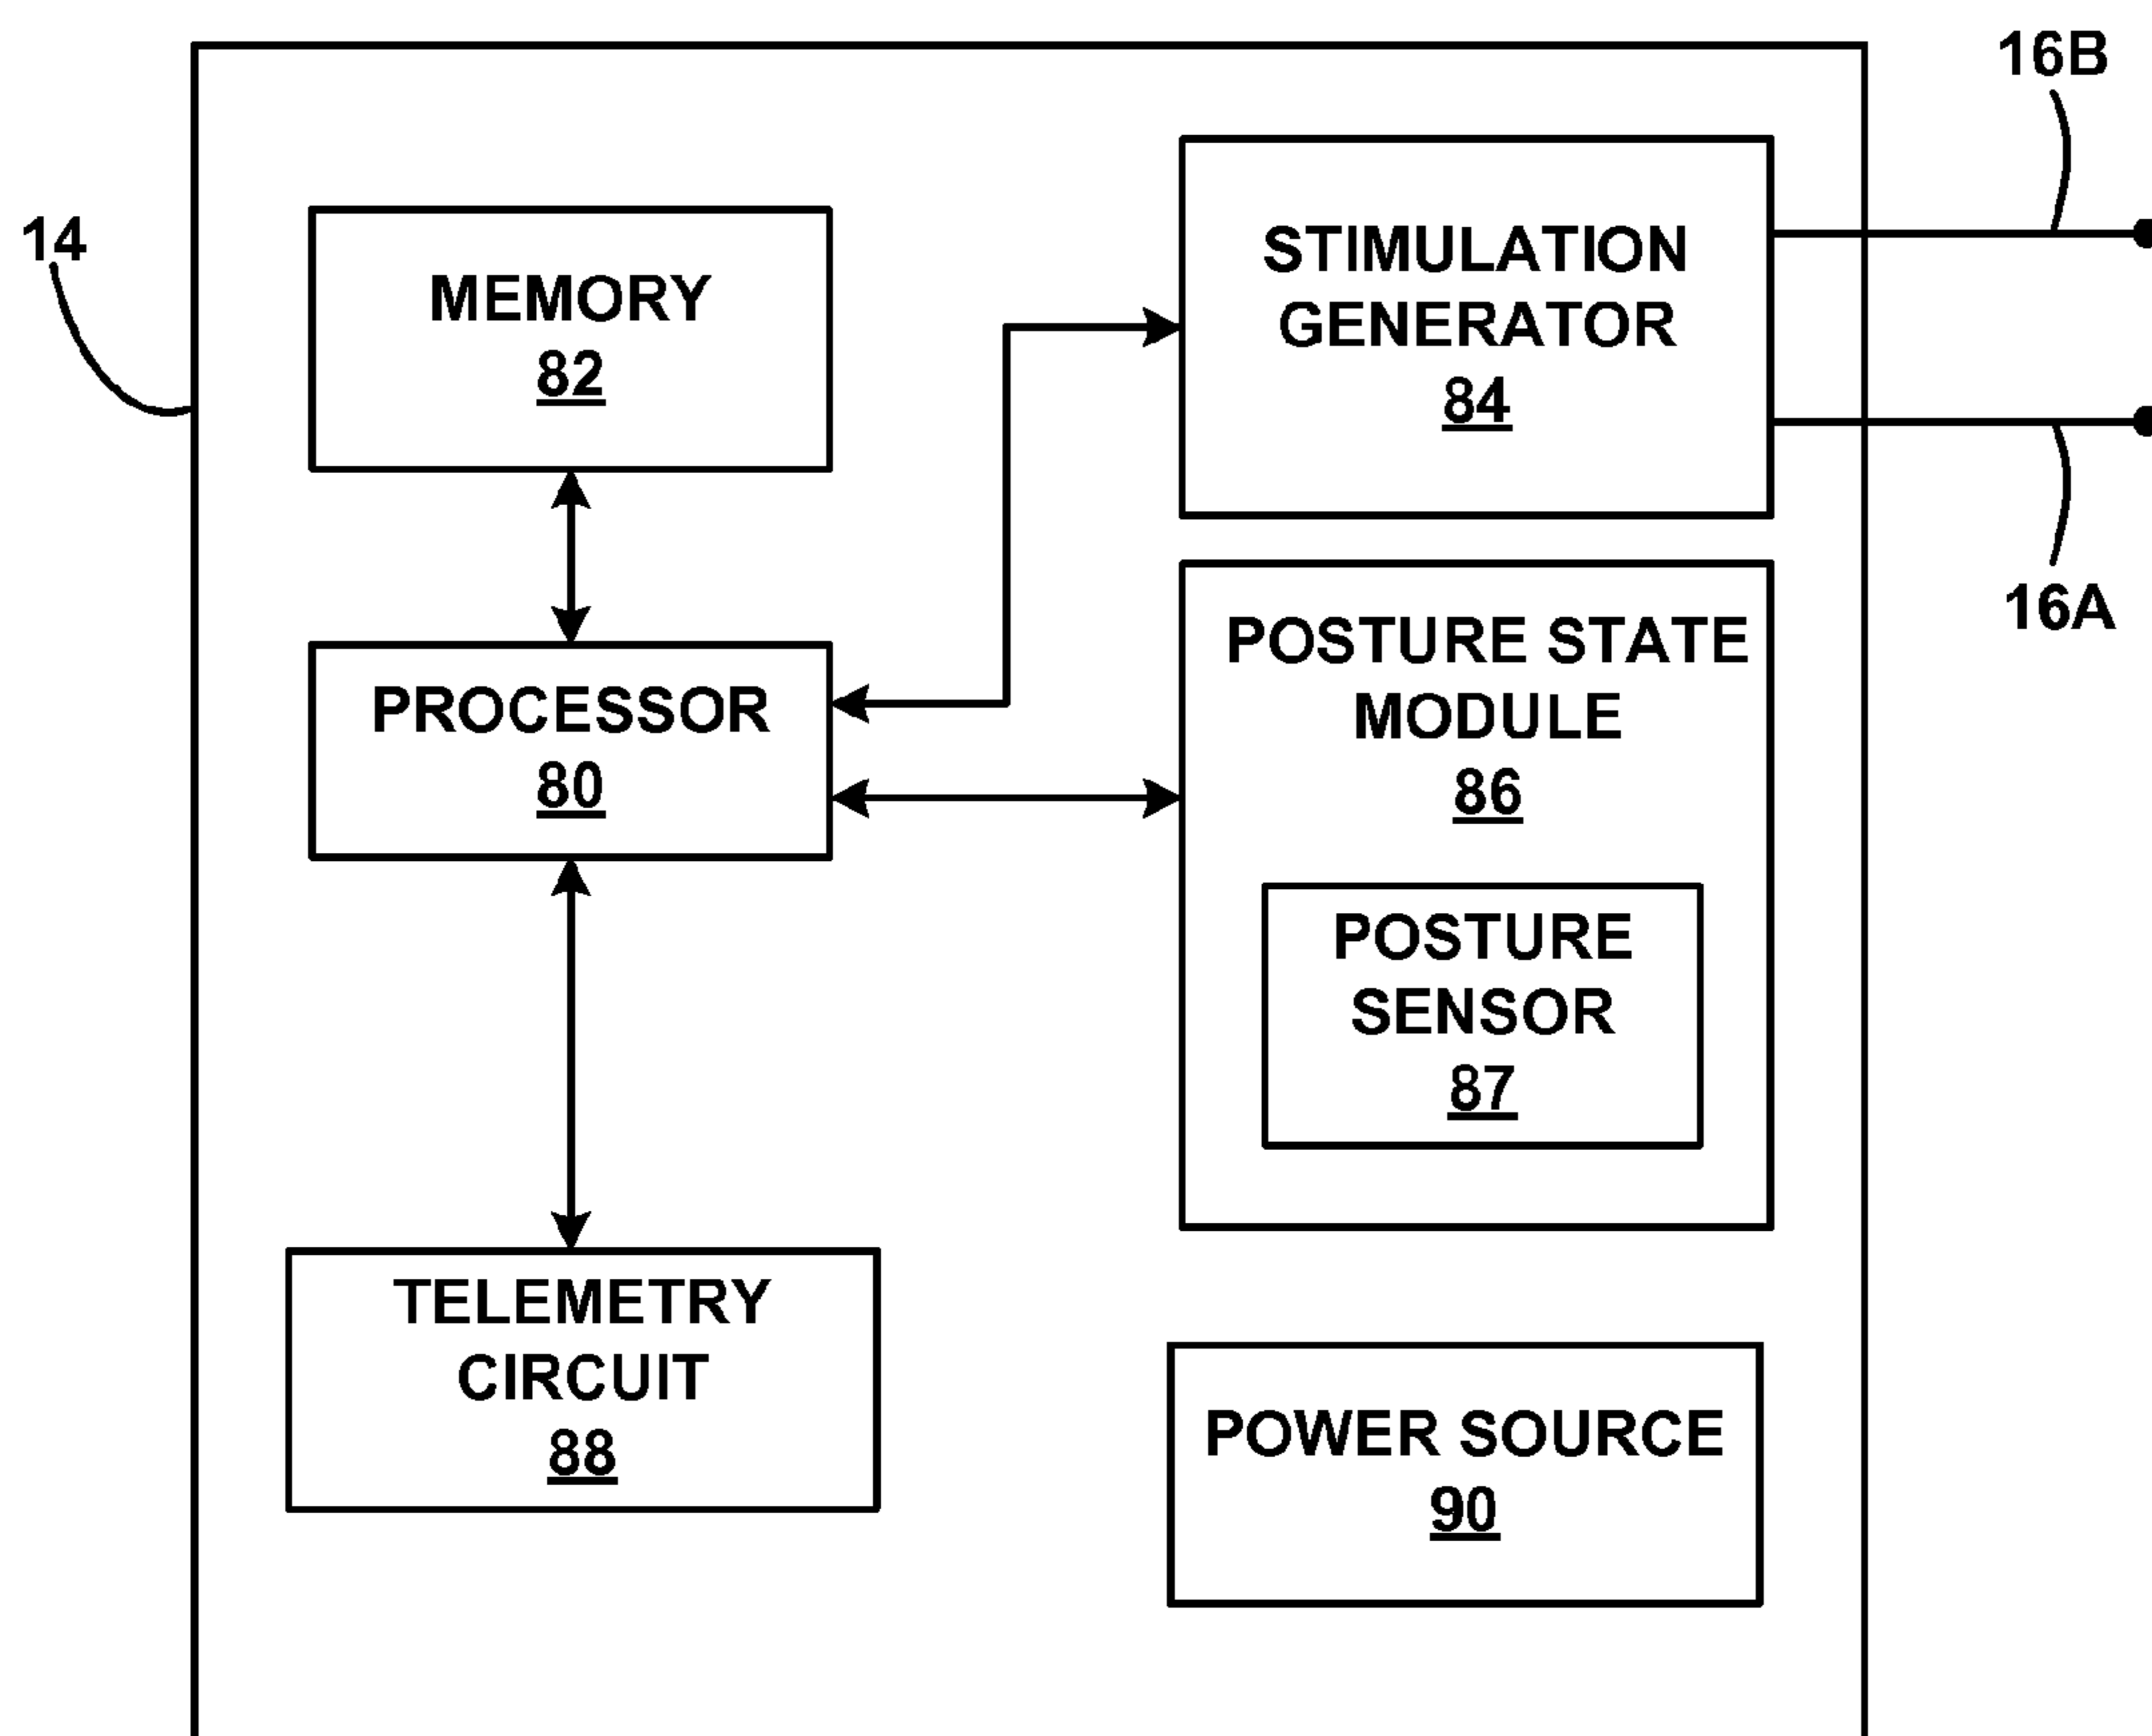 16B
14
MEMORY
82
STIMULATION
GENERATOR
84
16A
PROCESSOR
80
POSTURE STATE
MODULE
86
POSTURE
SENSOR
87
TELEMETRY
CIRCUIT
88
POWER SOURCE
90